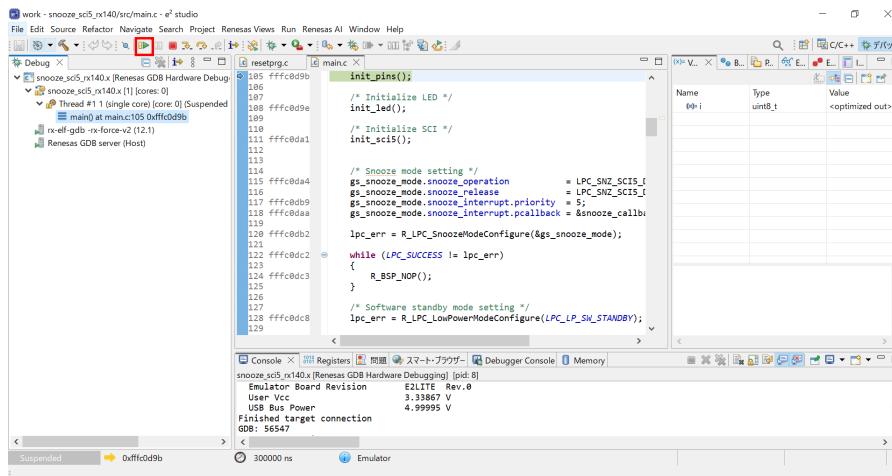 work - snooze_sci5_rx140/src/main.c - e² studio
File Edit Source Refactor Navigate Search Project Renesas Views Run Renesas AI Window Help
C/C++
Debug
snooze_sci5_rx140.x [Renesas GDB Hardware Debug
snooze_sci5_rx140.x [1] [cores: 0]
Thread #1 1 (single core) [core: 0] (Suspended
main() at main.c:105 0xfffc0d9b
rx-elf-gdb -rx-force-v2 (12.1)
Renesas GDB server (Host)
resetprg.c main.c
105 fffc0d9b init_pins();
106
107 /* Initialize LED */
108 fffc0d9e init_led();
109
110 /* Initialize SCI */
111 fffc0da1 init_sci5();
112
113
114 /* Snooze mode setting */
115 fffc0da4 gs_snooze_mode.snooze_operation = LPC_SNZ_SCI5_D
116 gs_snooze_mode.snooze_release = LPC_SNZ_SCI5_D
117 fffc0db9 gs_snooze_mode.snooze_interrupt.priority = 5;
118 fffc0daa gs_snooze_mode.snooze_interrupt.pcallback = &snooze_callba
119
120 fffc0db2 lpc_err = R_LPC_SnoozeModeConfigure(&gs_snooze_mode);
121
122 fffc0dc2 while (LPC_SUCCESS != lpc_err)
123 {
124 fffc0dc3 R_BSP_NOP();
125 }
126
127 /* Software standby mode setting */
128 fffc0dc8 lpc_err = R_LPC_LowPowerModeConfigure(LPC_LP_SW_STANDBY);
129
(x)= V... B... P... E... E... I...
Name Type Value
(x)= i uint8_t <optimized out>
Console Registers 問題 スマート・ブラウザー Debugger Console Memory
snooze_sci5_rx140.x [Renesas GDB Hardware Debugging] [pid: 8]
Emulator Board Revision E2LITE Rev.0
User Vcc 3.33867 V
USB Bus Power 4.99995 V
Finished target connection
GDB: 56547
Suspended 0xfffc0d9b 300000 ns Emulator